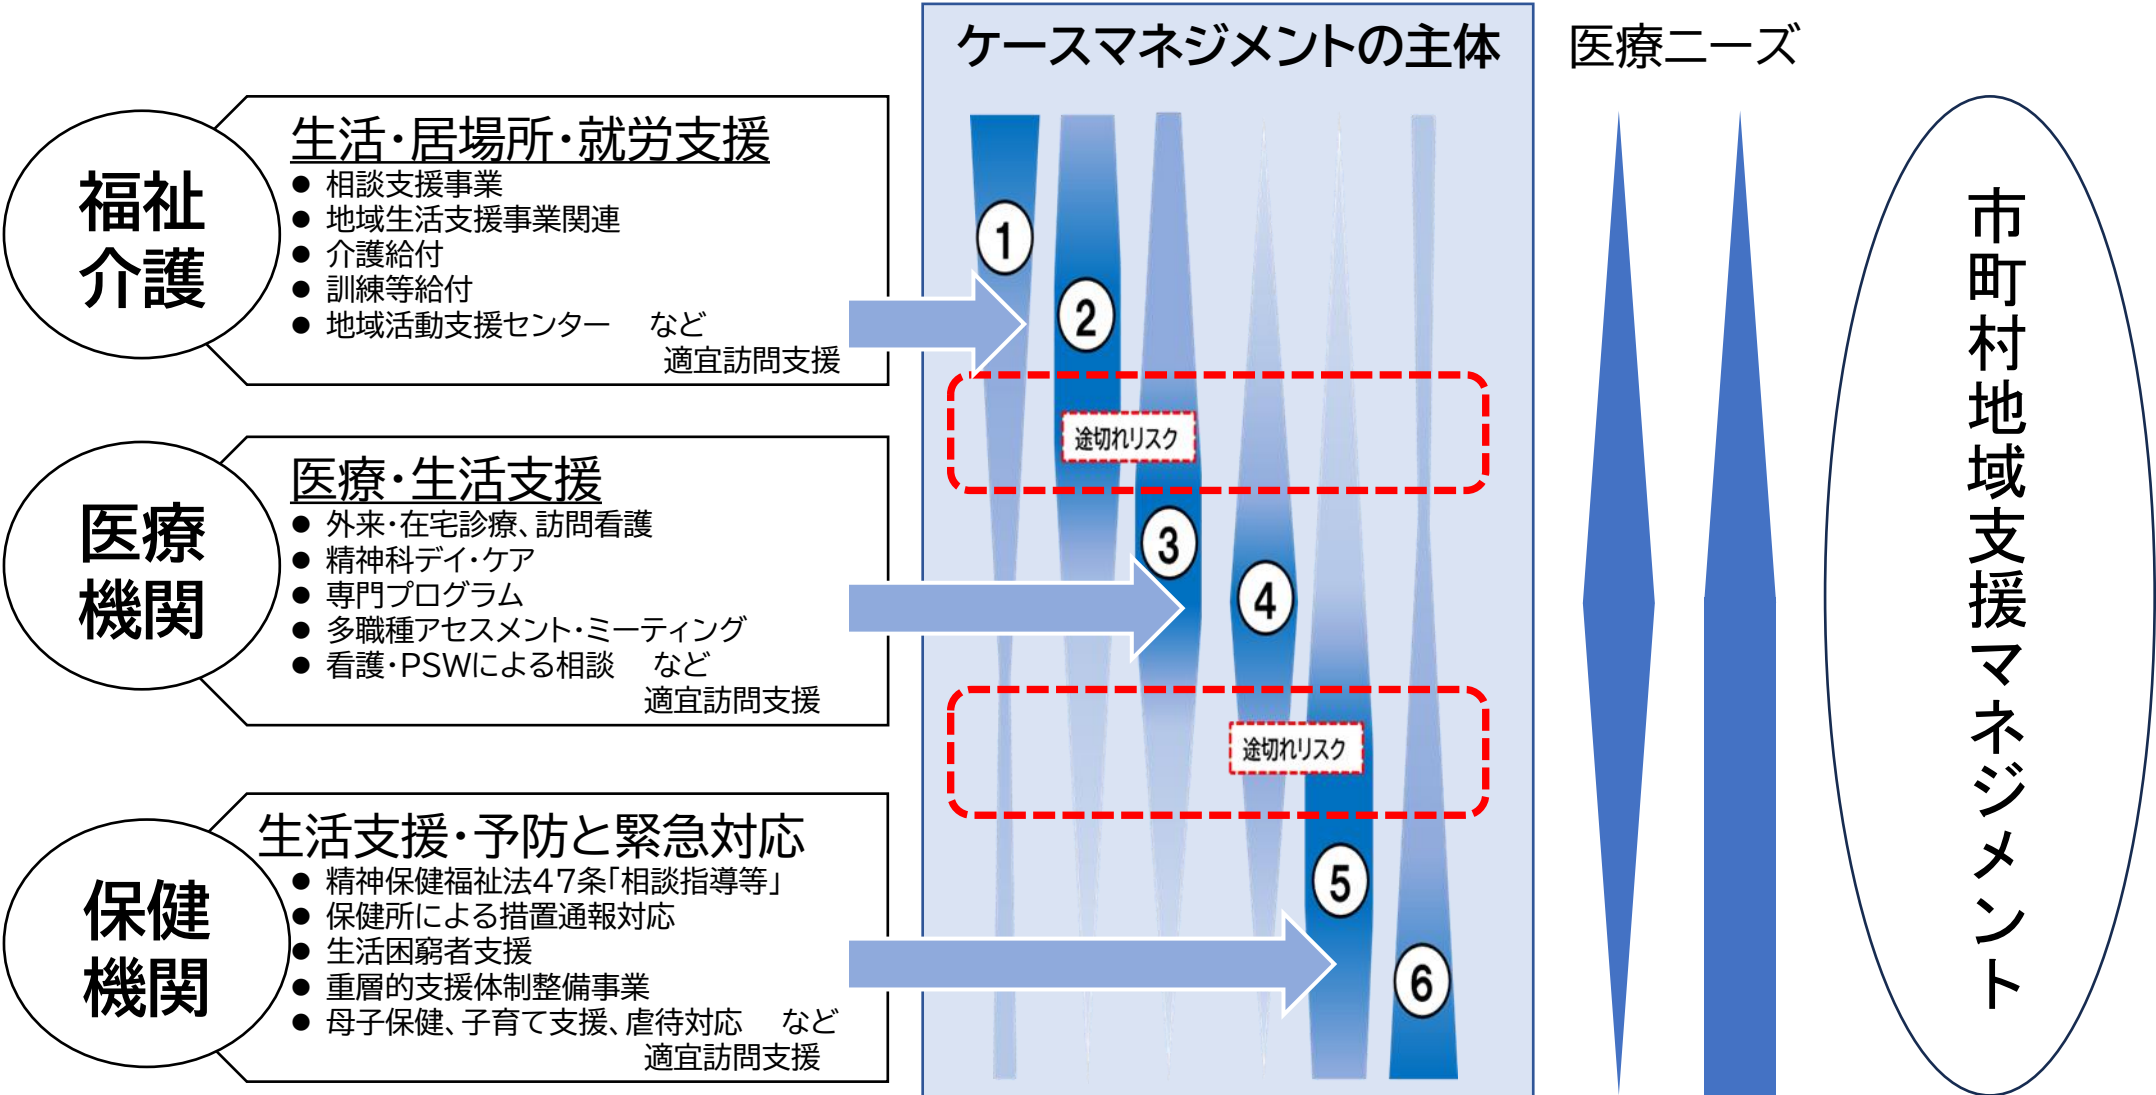 ケースマネジメントの主体
医療ニーズ
福祉
介護
生活・居場所・就労支援
● 相談支援事業
● 地域生活支援事業関連
● 介護給付
● 訓練等給付
● 地域活動支援センター　など
適宜訪問支援
医療
機関
医療・生活支援
● 外来・在宅診療、訪問看護
● 精神科デイ・ケア
● 専門プログラム
● 多職種アセスメント・ミーティング
● 看護・PSWによる相談　など
適宜訪問支援
保健
機関
生活支援・予防と緊急対応
● 精神保健福祉法47条「相談指導等」
● 保健所による措置通報対応
● 生活困窮者支援
● 重層的支援体制整備事業
● 母子保健、子育て支援、虐待対応　など
適宜訪問支援
1
2
途切れリスク
3
4
途切れリスク
5
6
市町村地域支援マネジメント